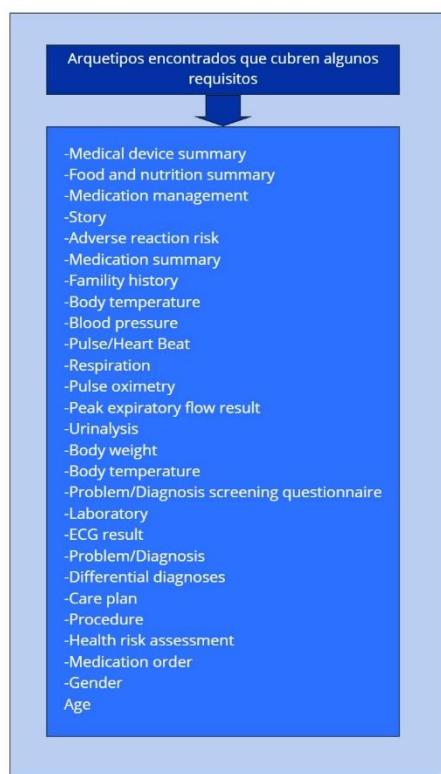 Arquetipos encontrados que cubren algunos
requisitos
-Medical device summary
-Food and nutrition summary
-Medication management
-Story
-Adverse reaction risk
-Medication summary
-Famility history
-Body temperature
-Blood pressure
-Pulse/Heart Beat
-Respiration
-Pulse oximetry
-Peak expiratory flow result
-Urinalysis
-Body weight
-Body temperature
-Problem/Diagnosis screening questionnaire
-Laboratory
-ECG result
-Problem/Diagnosis
-Differential diagnoses
-Care plan
-Procedure
-Health risk assessment
-Medication order
-Gender
Age